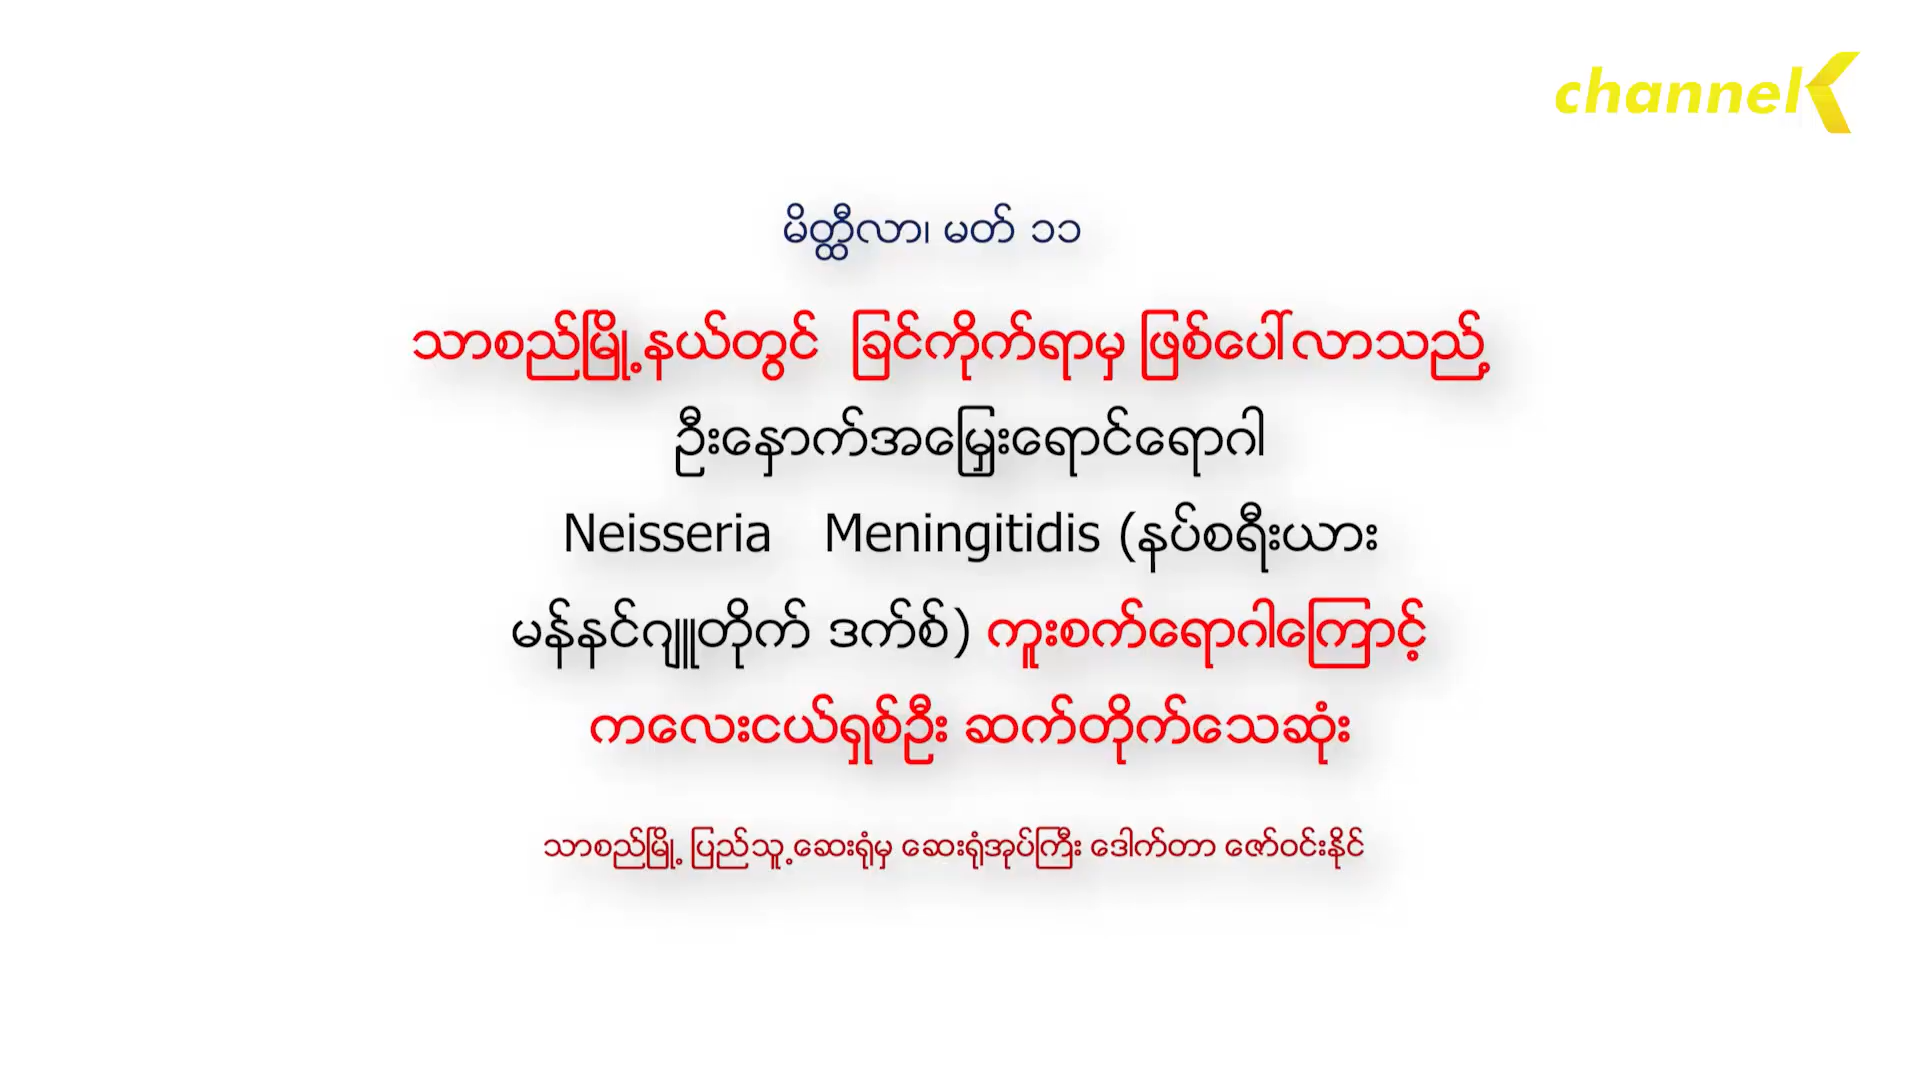 channel K
မိတ္ထီလာ၊ မတ် ၁၁
သာစည်မြို့နယ်တွင် ခြင်ကိုက်ရာမှ ဖြစ်ပေါ်လာသည့်
ဦးနှောက်အမြှေးရောင်ရောဂါ
Neisseria Meningitidis (နပ်စရီးယား
မန်နင်ဂျူတိုက် ဒက်စ်) ကူးစက်ရောဂါကြောင့်
ကလေးငယ်ရှစ်ဦး ဆက်တိုက်သေဆုံး
သာစည်မြို့ ပြည်သူ့ဆေးရုံမှ ဆေးရုံအုပ်ကြီး ဒေါက်တာ ဇော်ဝင်းနိုင်